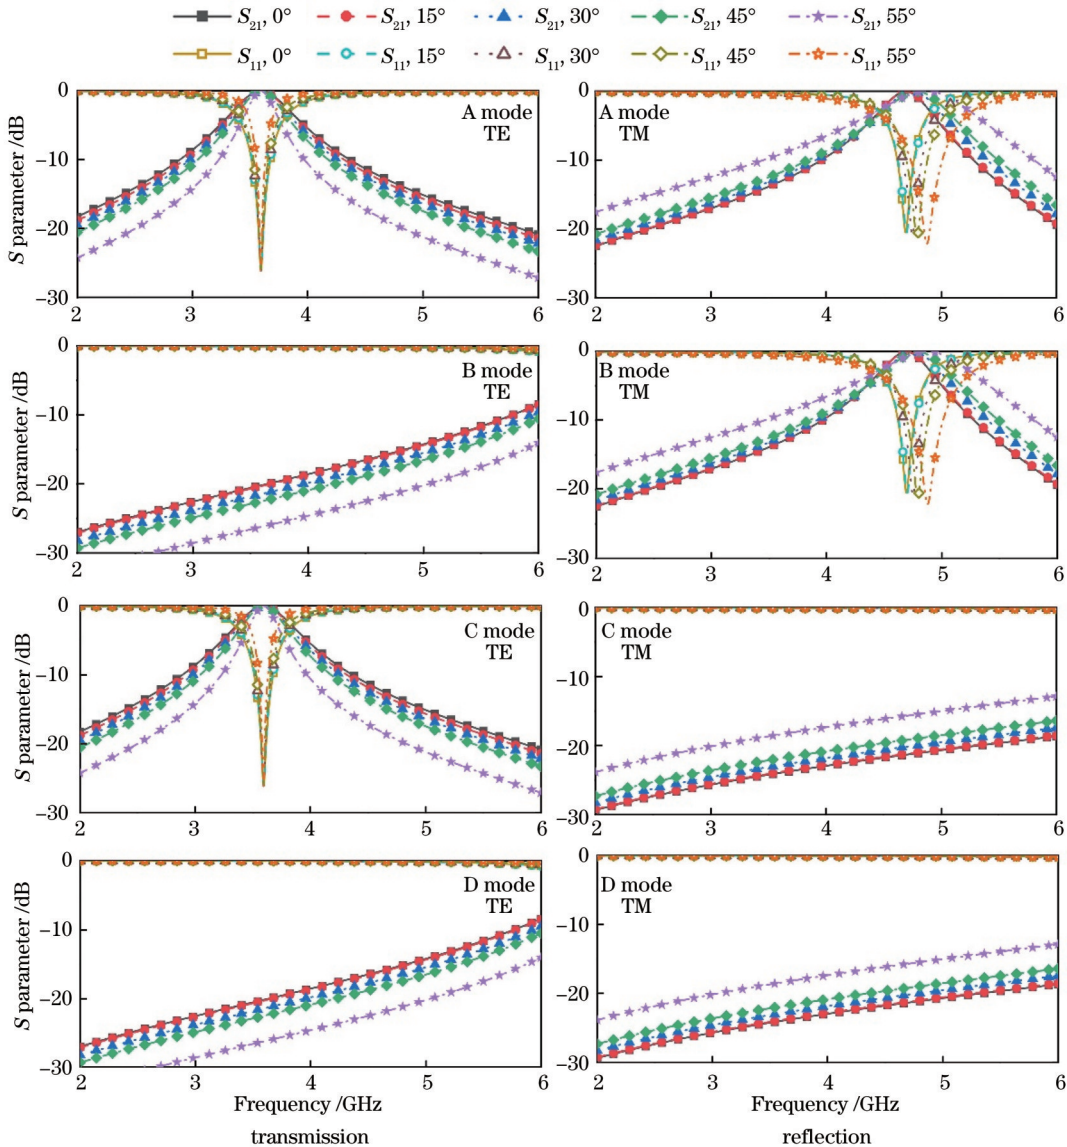 S21, 0° S21, 15° S21, 30° S21, 45° S21, 55°
S11, 0° S11, 15° S11, 30° S11, 45° S11, 55°
0
−10
−20
−30
S parameter /dB
A mode
TE
2 3 4 5 6
0
−10
−20
−30
A mode
TM
2 3 4 5 6
0
−10
−20
−30
S parameter /dB
B mode
TE
2 3 4 5 6
0
−10
−20
−30
B mode
TM
2 3 4 5 6
0
−10
−20
−30
S parameter /dB
C mode
TE
2 3 4 5 6
0
−10
−20
−30
C mode
TM
2 3 4 5 6
0
−10
−20
−30
S parameter /dB
D mode
TE
2 3 4 5 6
Frequency /GHz
transmission
0
−10
−20
−30
D mode
TM
2 3 4 5 6
Frequency /GHz
reflection